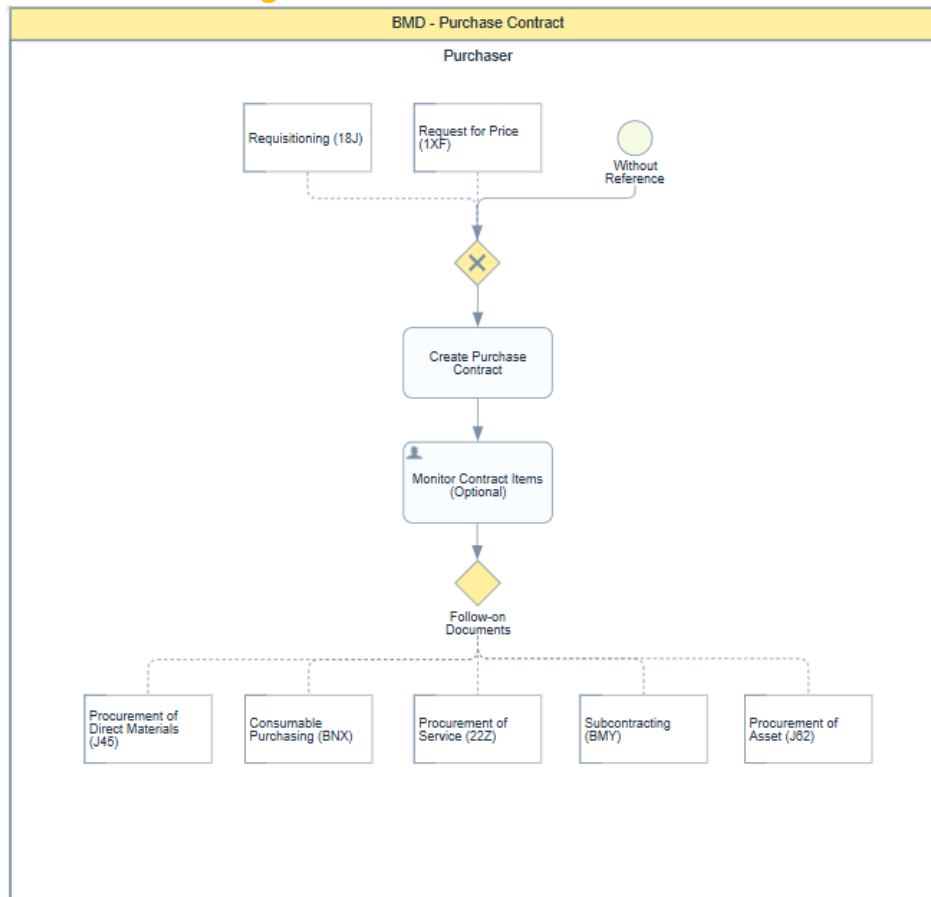 BMD - Purchase Contract
Purchaser
Requisitioning (18J)
Request for Price
(1XF)
Without
Reference
Create Purchase
Contract
Monitor Contract Items
(Optional)
Follow-on
Documents
Procurement of
Direct Materials
(J45)
Consumable
Purchasing (BNX)
Procurement of
Service (22Z)
Subcontracting
(BMY)
Procurement of
Asset (J62)